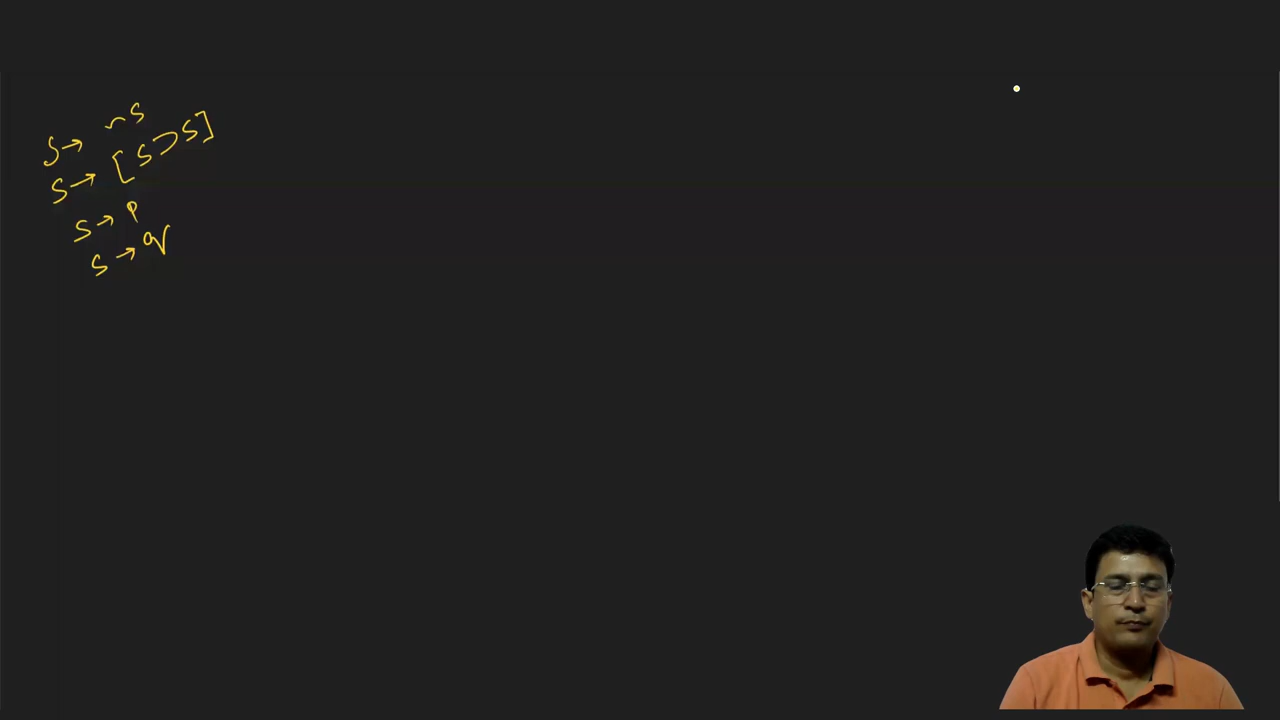 S → ~S
S → [S ⊃ S]
S → p
S → q